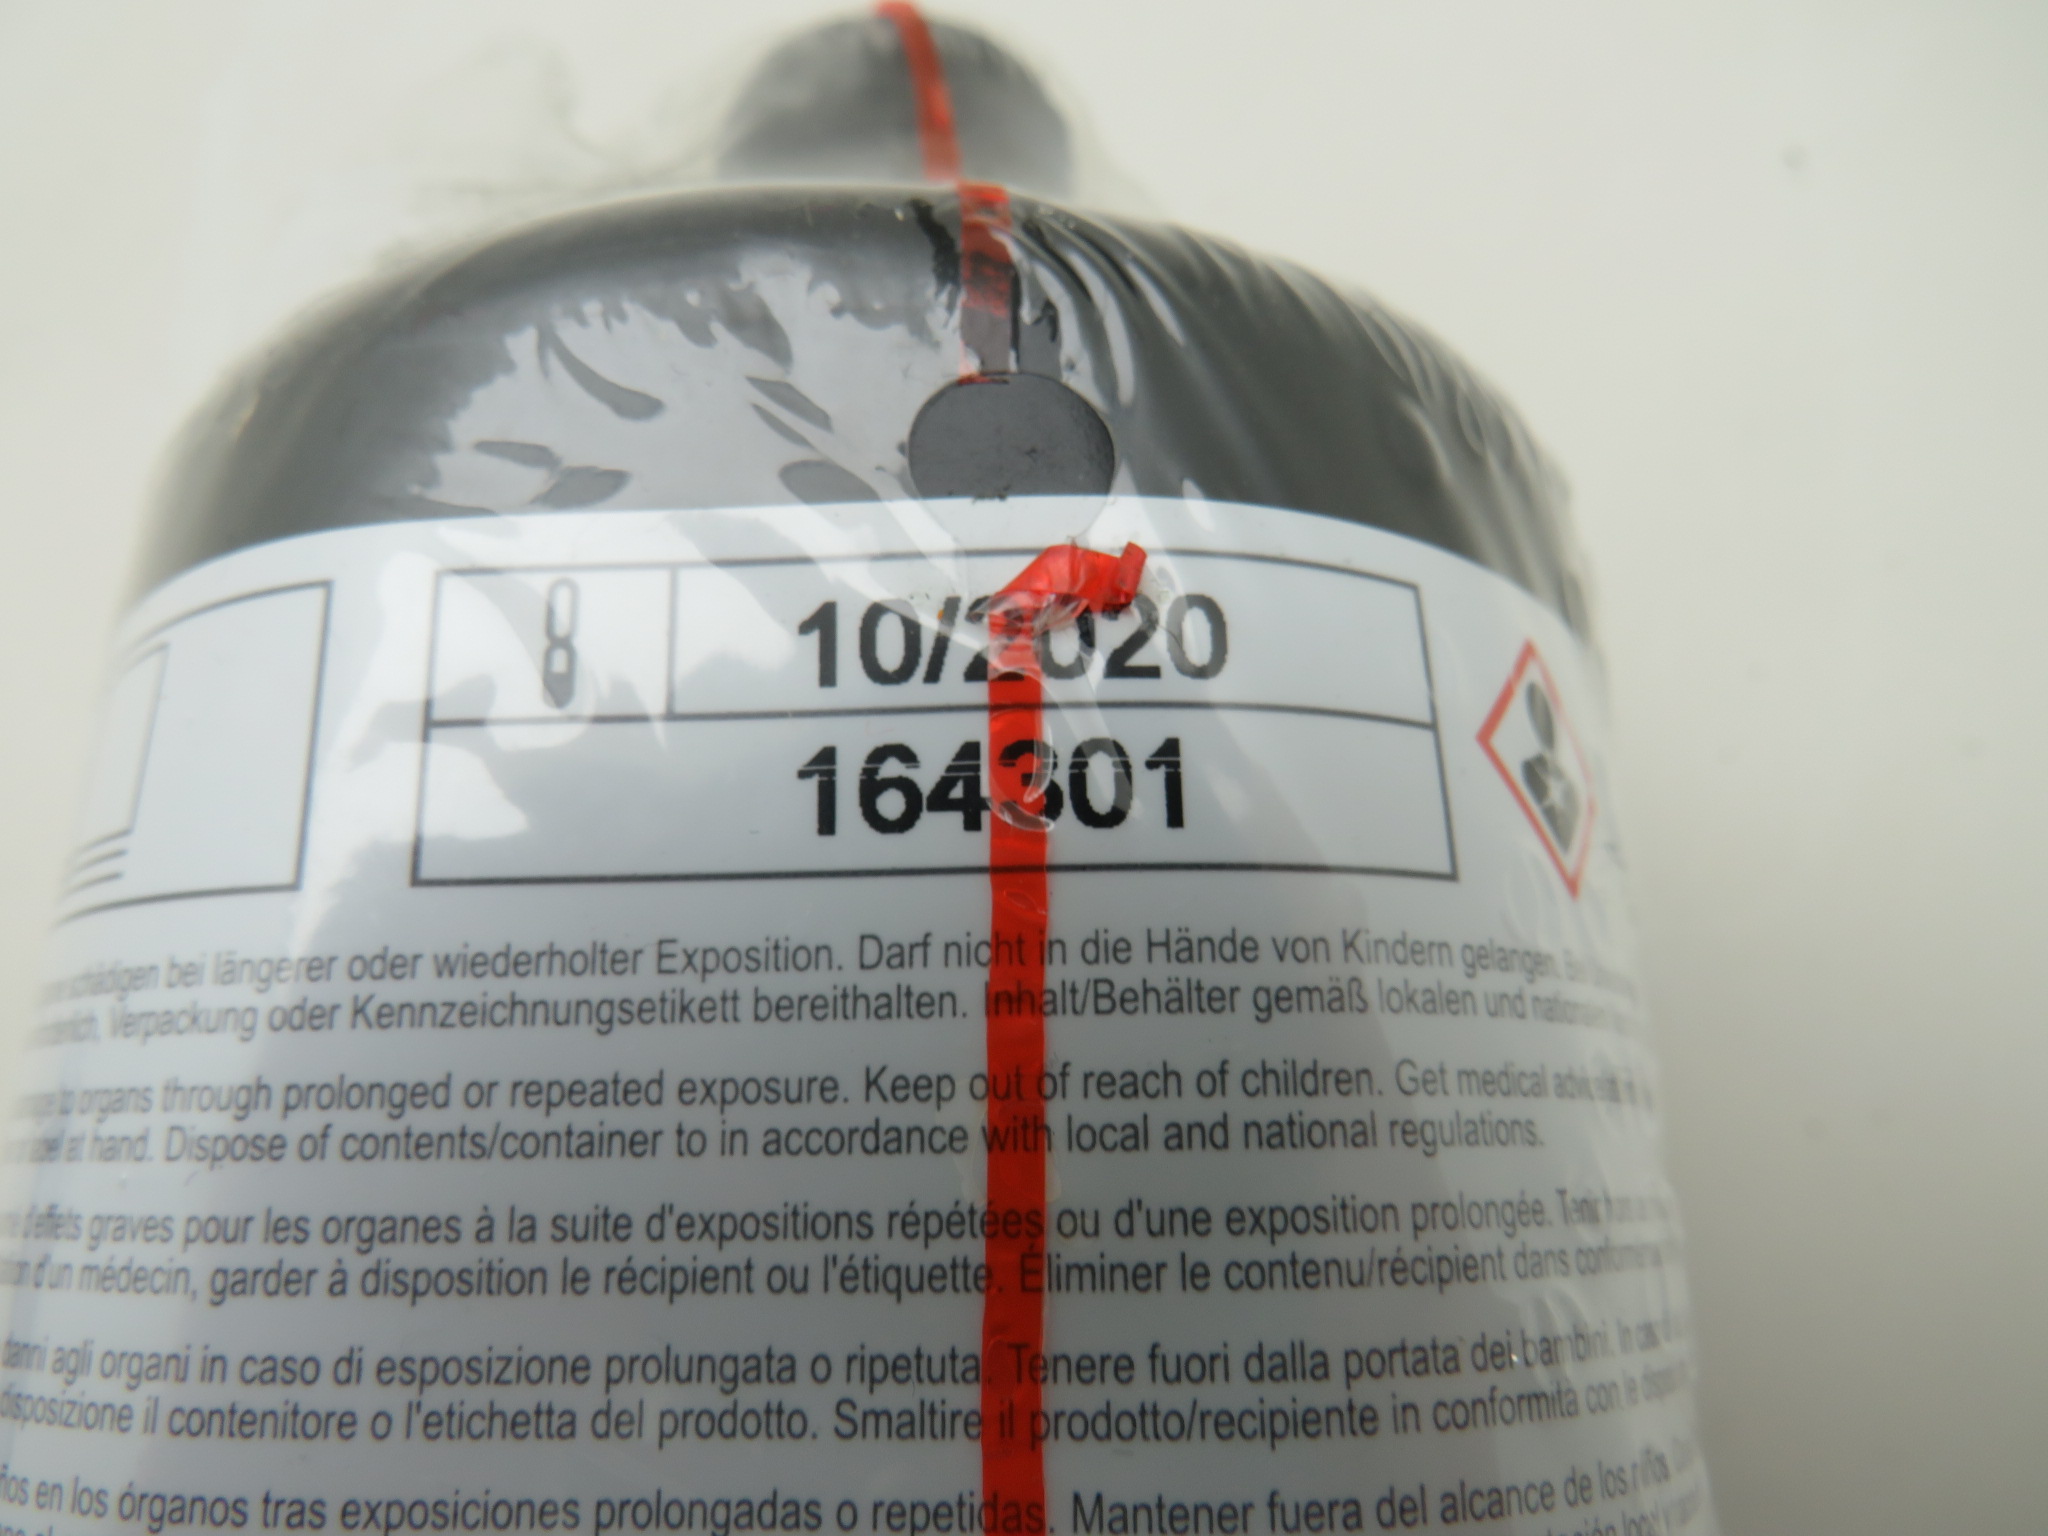 10/2020
164301
schädigen bei längerer oder wiederholter Exposition. Darf nicht in die Hände von Kindern gelangen.
Verpackung oder Kennzeichnungsetikett bereithalten. Inhalt/Behälter gemäß lokalen und
to organs through prolonged or repeated exposure. Keep out of reach of children. Get medical
at hand. Dispose of contents/container to in accordance with local and national regulations.
d'effets graves pour les organes à la suite d'expositions répétées ou d'une exposition prolongée. Tenir
d'un médecin, garder à disposition le récipient ou l'étiquette. Éliminer le contenu/récipient dans
danni agli organi in caso di esposizione prolungata o ripetuta. Tenere fuori dalla portata dei bambini. In
disposizione il contenitore o l'etichetta del prodotto. Smaltire il prodotto/recipiente in conformità con le
en los órganos tras exposiciones prolongadas o repetidas. Mantener fuera del alcance de los niños.